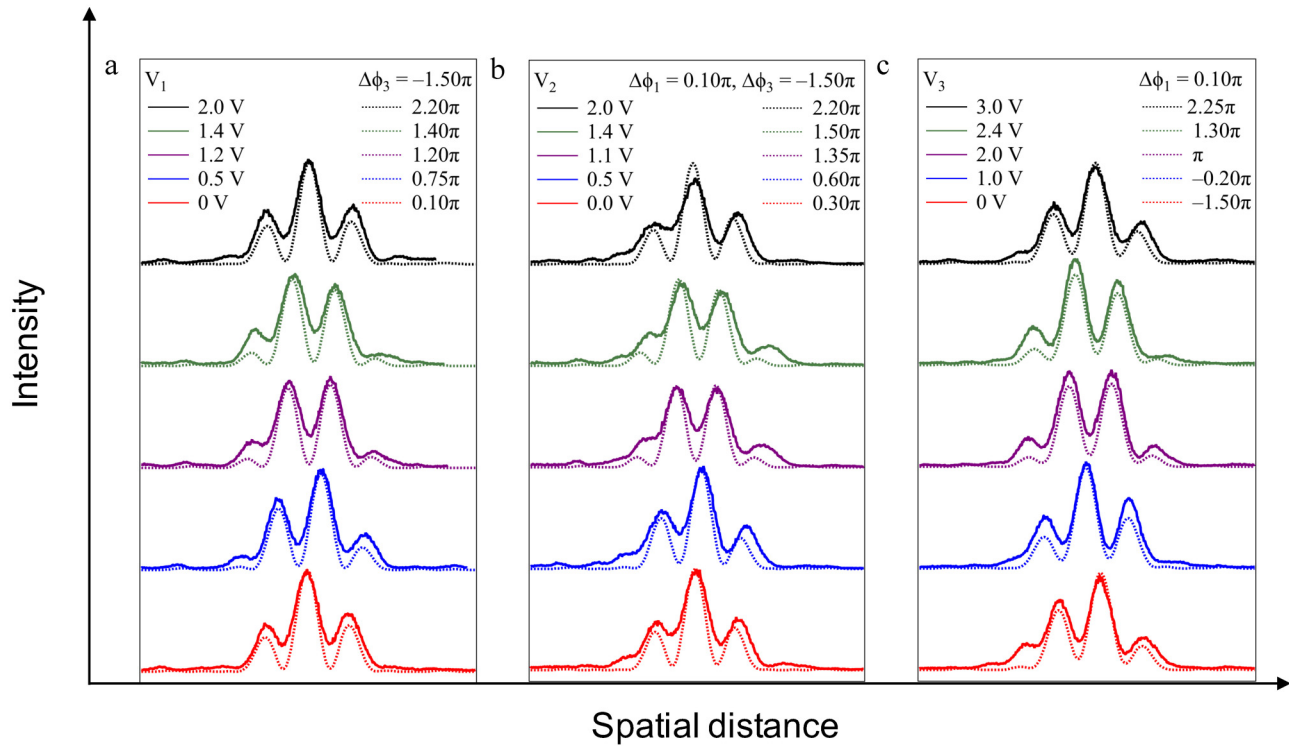 a
V₁ Δϕ₃ = –1.50π
2.0 V 2.20π
1.4 V 1.40π
1.2 V 1.20π
0.5 V 0.75π
0 V 0.10π
b
V₂ Δϕ₁ = 0.10π, Δϕ₃ = –1.50π
2.0 V 2.20π
1.4 V 1.50π
1.1 V 1.35π
0.5 V 0.60π
0.0 V 0.30π
c
V₃ Δϕ₁ = 0.10π
3.0 V 2.25π
2.4 V 1.30π
2.0 V π
1.0 V –0.20π
0 V –1.50π
Intensity
Spatial distance